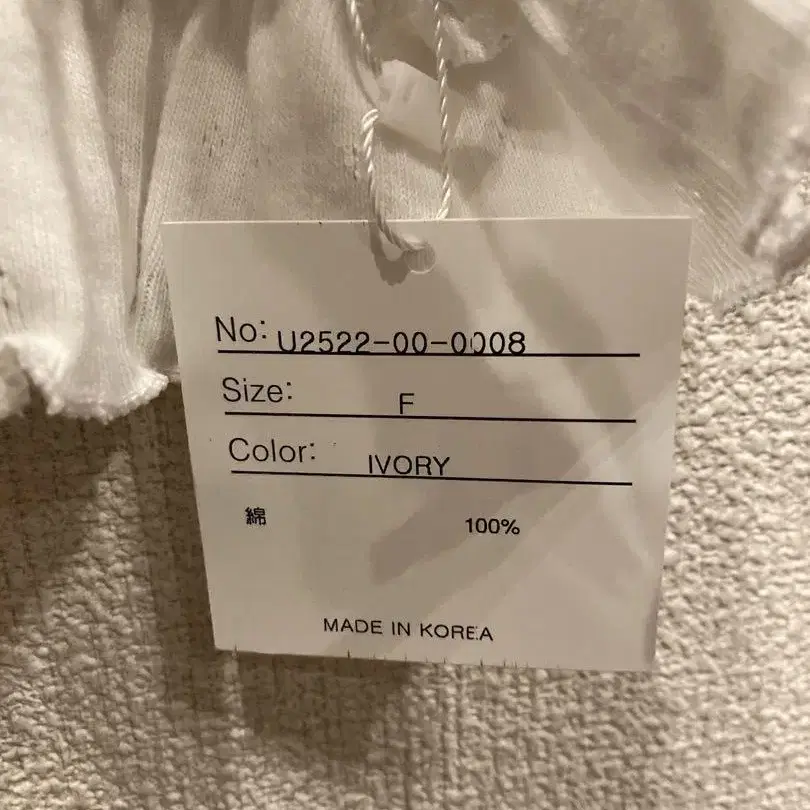 No: U2522-00-0008
Size: F
Color: IVORY
綿 100%
MADE IN KOREA